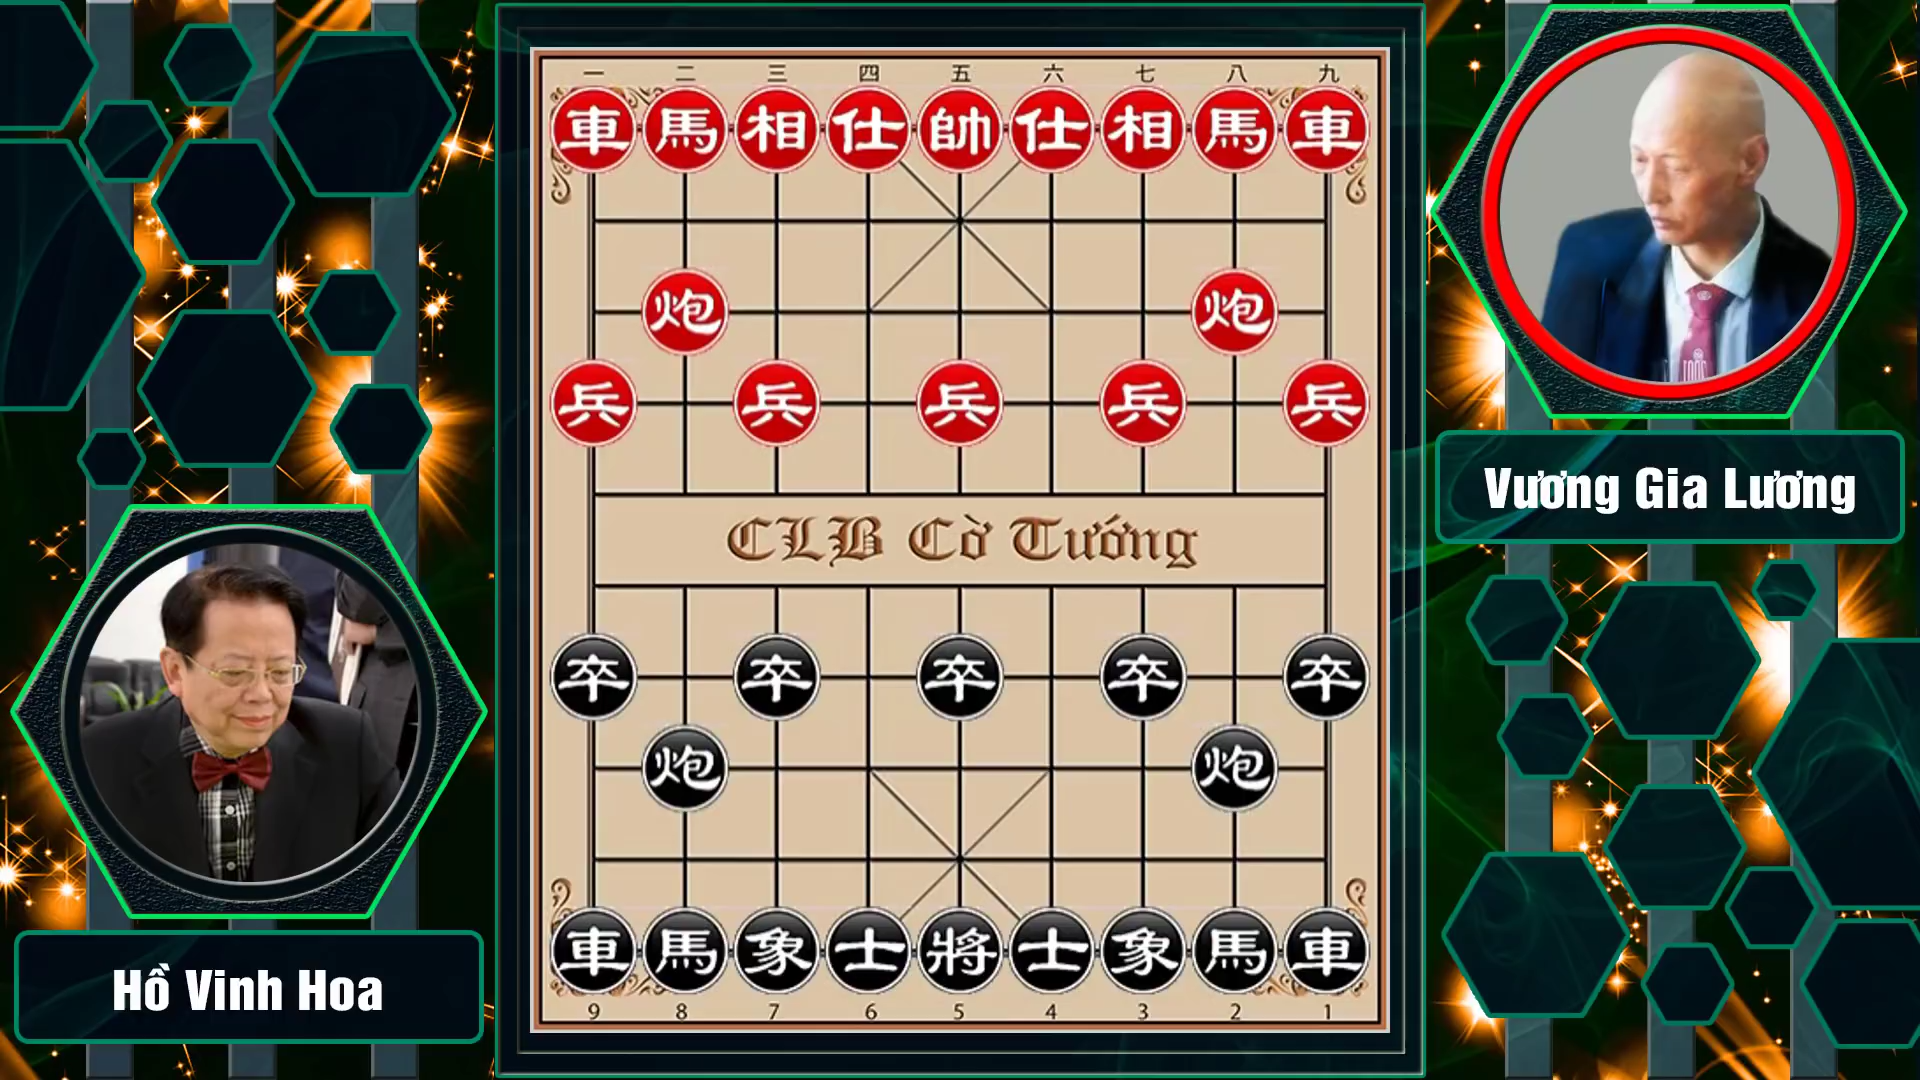 一 二 三 四 五 六 七 八 九
車 馬 相 仕 帥 仕 相 馬 車
炮 炮
兵 兵 兵 兵 兵
CLB Cờ Tướng
卒 卒 卒 卒 卒
炮 炮
車 馬 象 士 將 士 象 馬 車
9 8 7 6 5 4 3 2 1
Vương Gia Lương
Hồ Vinh Hoa